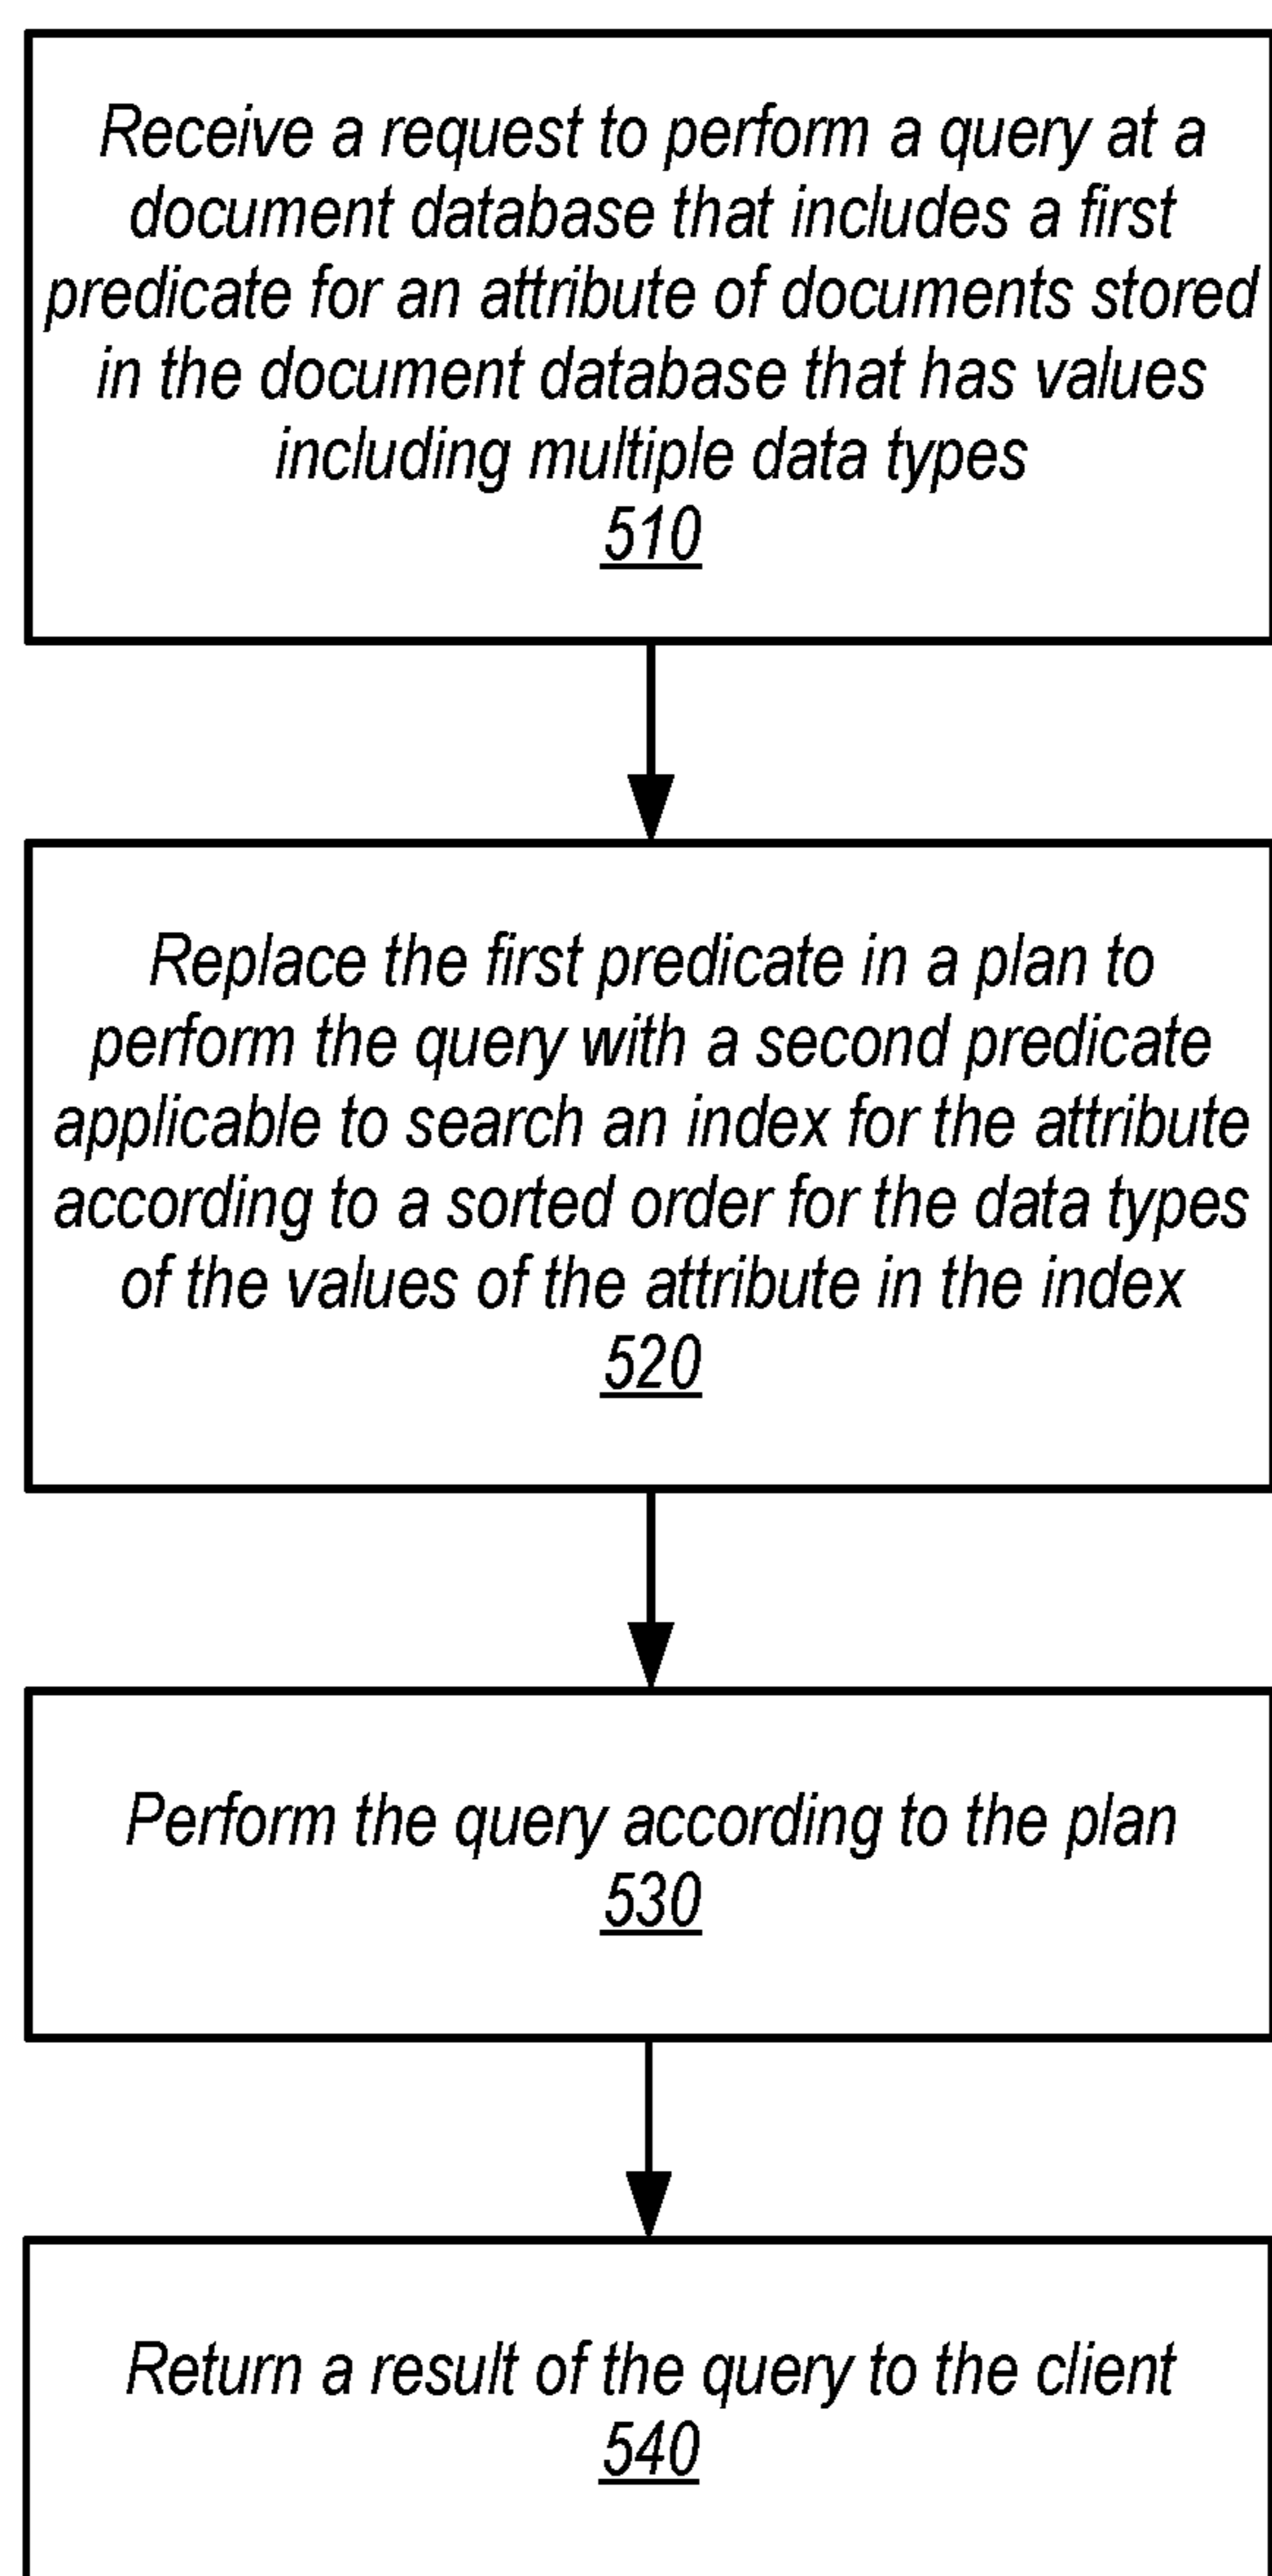 Receive a request to perform a query at a
document database that includes a first
predicate for an attribute of documents stored
in the document database that has values
including multiple data types
510
Replace the first predicate in a plan to
perform the query with a second predicate
applicable to search an index for the attribute
according to a sorted order for the data types
of the values of the attribute in the index
520
Perform the query according to the plan
530
Return a result of the query to the client
540